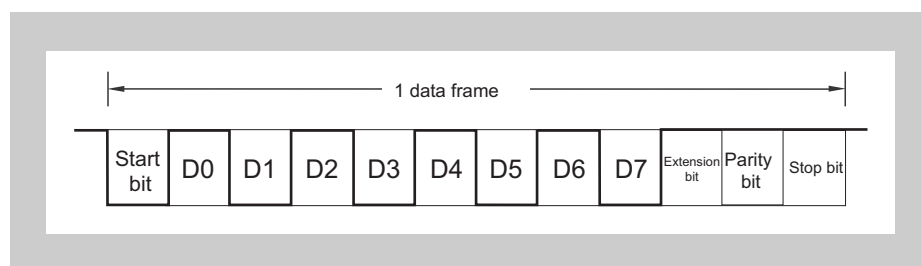 1 data frame
Start bit D0 D1 D2 D3 D4 D5 D6 D7 Extension bit Parity bit Stop bit